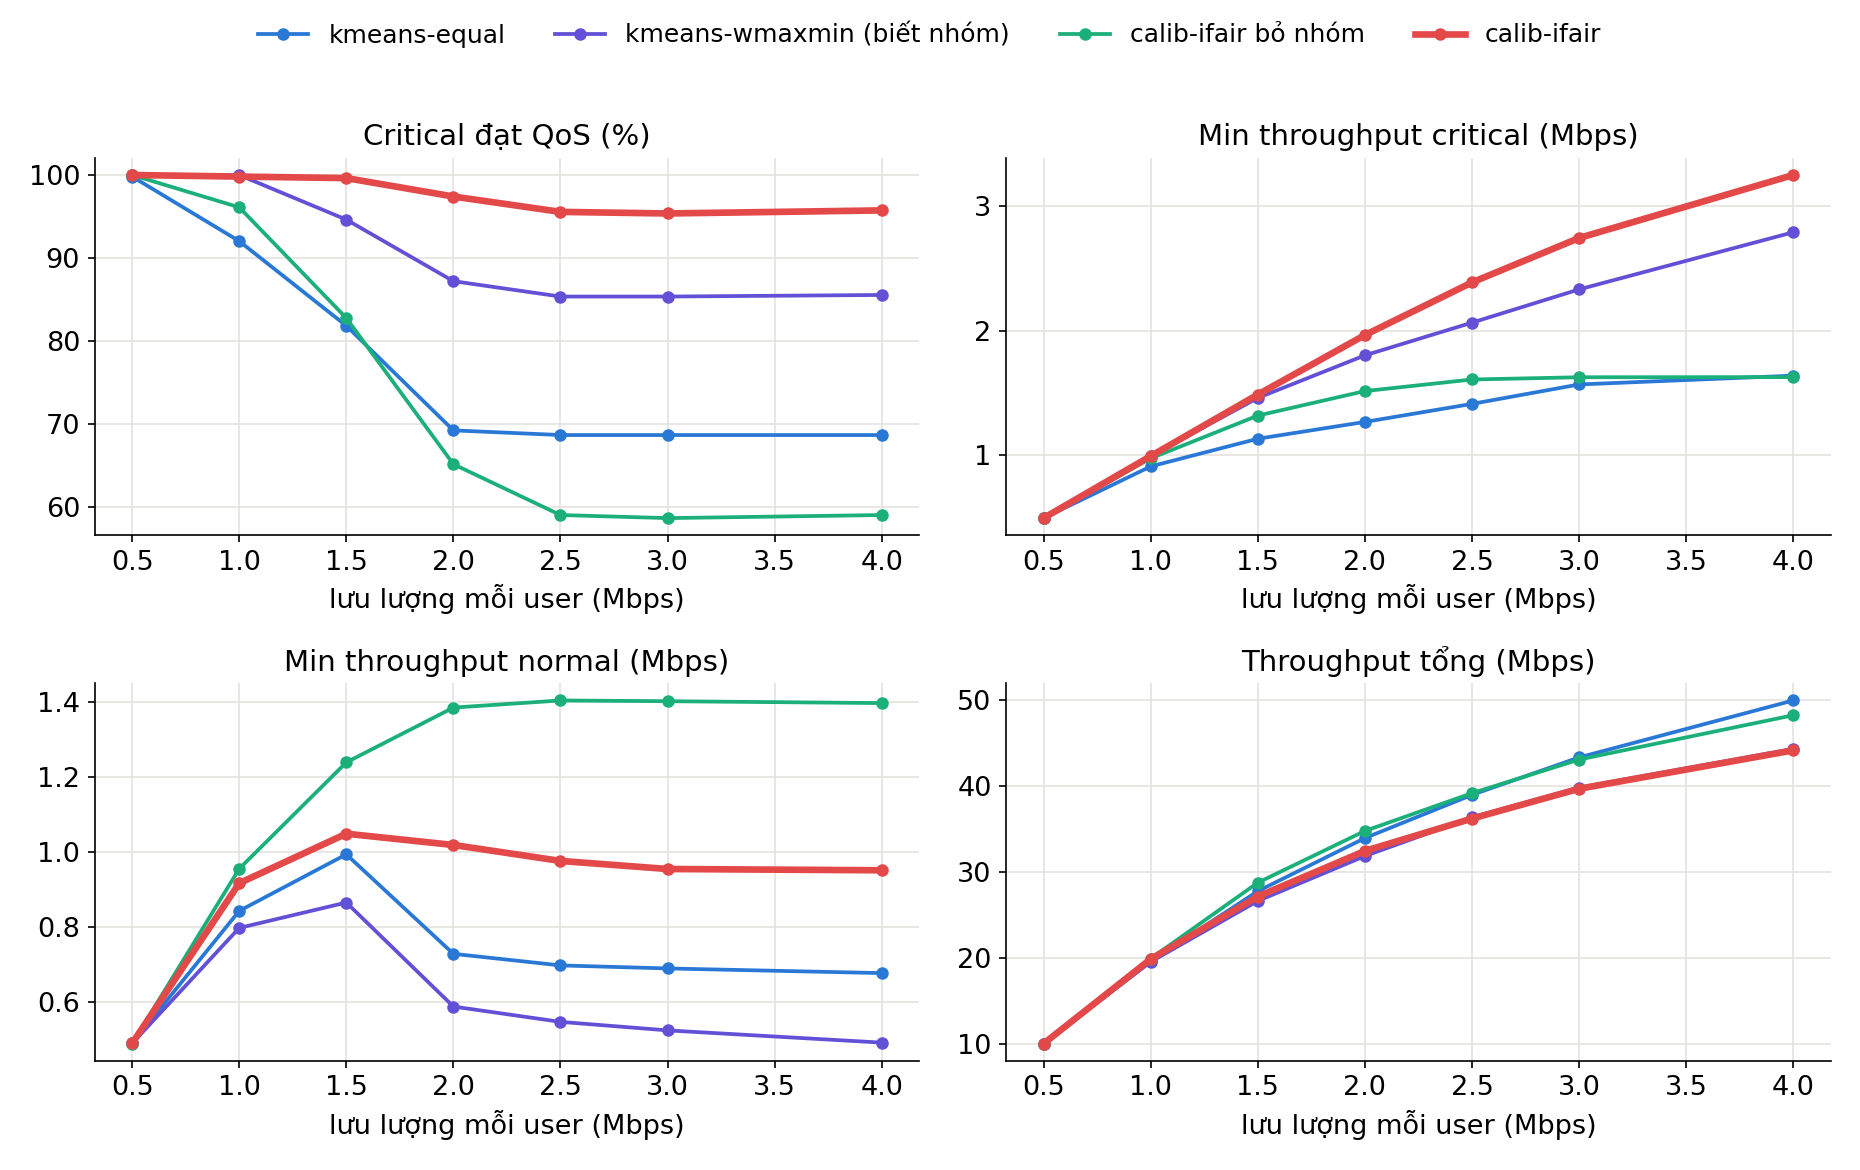 kmeans-equal kmeans-wmaxmin (biết nhóm) calib-ifair bỏ nhóm calib-ifair
Critical đạt QoS (%)
100
90
80
70
60
0.5 1.0 1.5 2.0 2.5 3.0 3.5 4.0
lưu lượng mỗi user (Mbps)
Min throughput critical (Mbps)
3
2
1
0.5 1.0 1.5 2.0 2.5 3.0 3.5 4.0
lưu lượng mỗi user (Mbps)
Min throughput normal (Mbps)
1.4
1.2
1.0
0.8
0.6
0.5 1.0 1.5 2.0 2.5 3.0 3.5 4.0
lưu lượng mỗi user (Mbps)
Throughput tổng (Mbps)
50
40
30
20
10
0.5 1.0 1.5 2.0 2.5 3.0 3.5 4.0
lưu lượng mỗi user (Mbps)